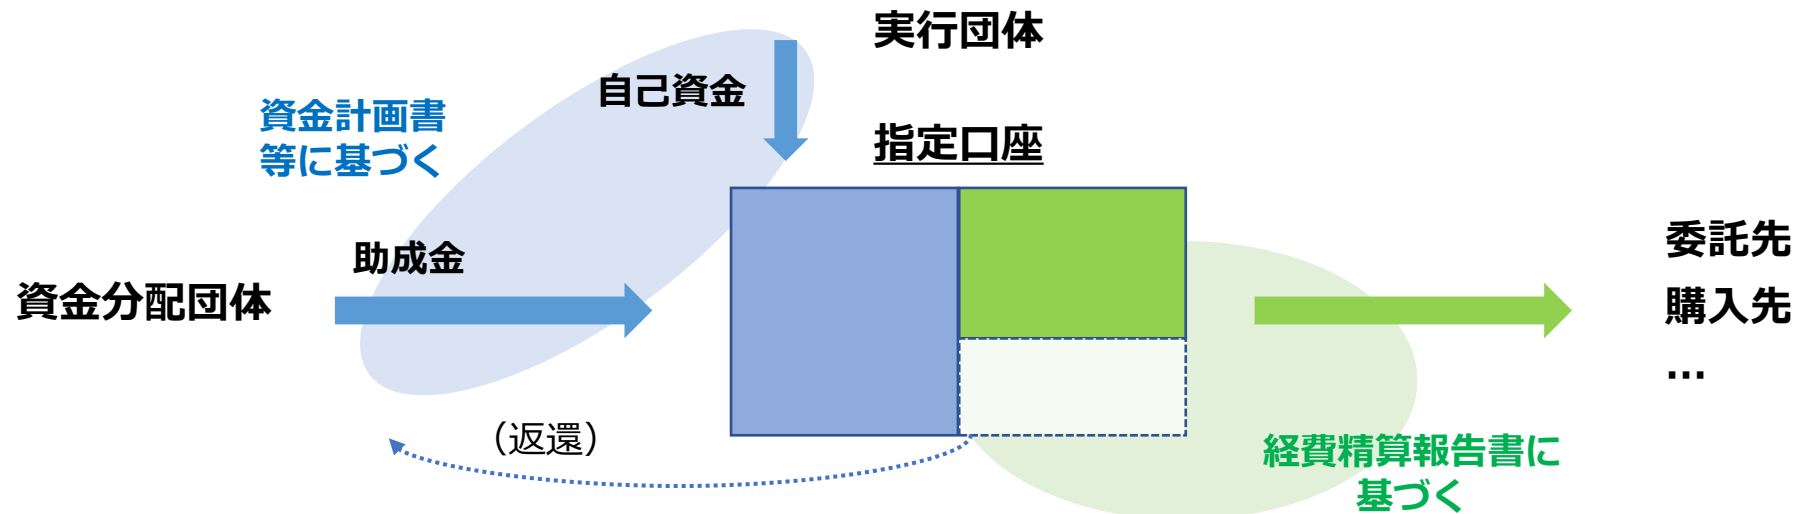 実行団体
自己資金
資金計画書
等に基づく
指定口座
助成金
資金分配団体
委託先
購入先
…
（返還）
経費精算報告書に
基づく